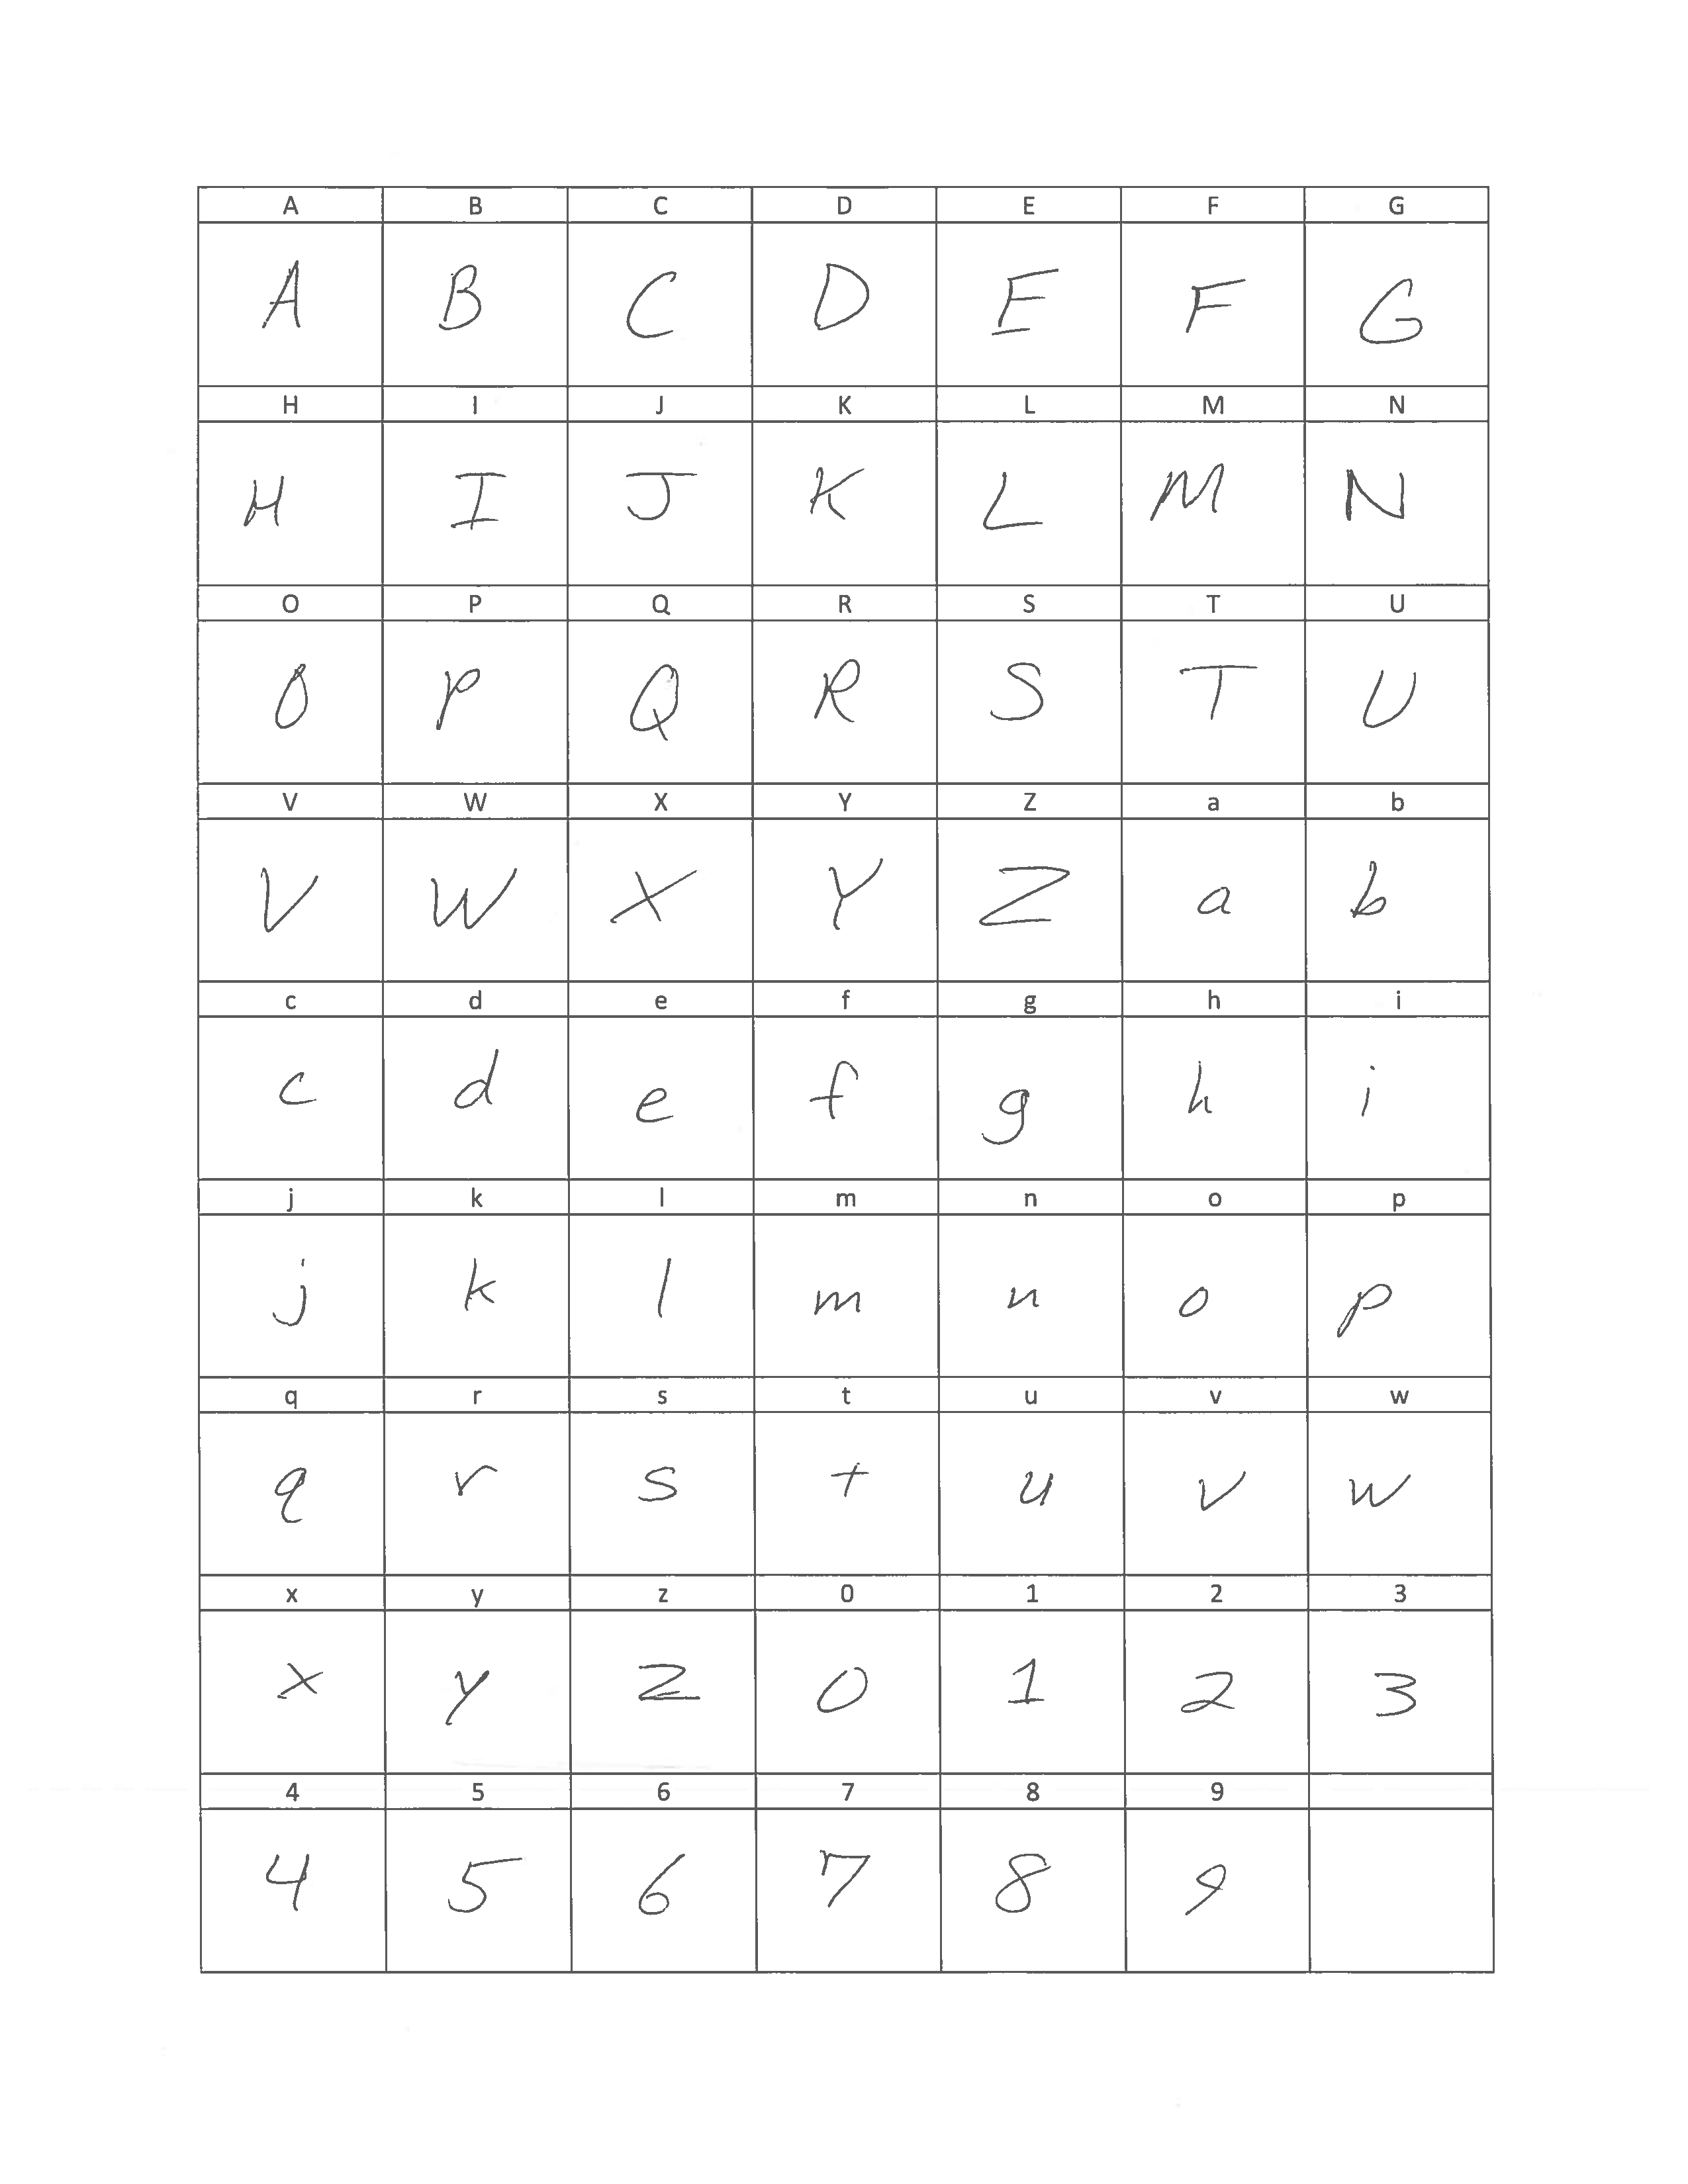 A B C D E F G
A B C D E F G
H I J K L M N
H I J K L M N
O P Q R S T U
O P Q R S T U
V W X Y Z a b
V W X Y Z a b
c d e f g h i
c d e f g h i
j k l m n o p
j k l m n o p
q r s t u v w
q r s t u v w
x y z 0 1 2 3
x y z 0 1 2 3
4 5 6 7 8 9
4 5 6 7 8 9